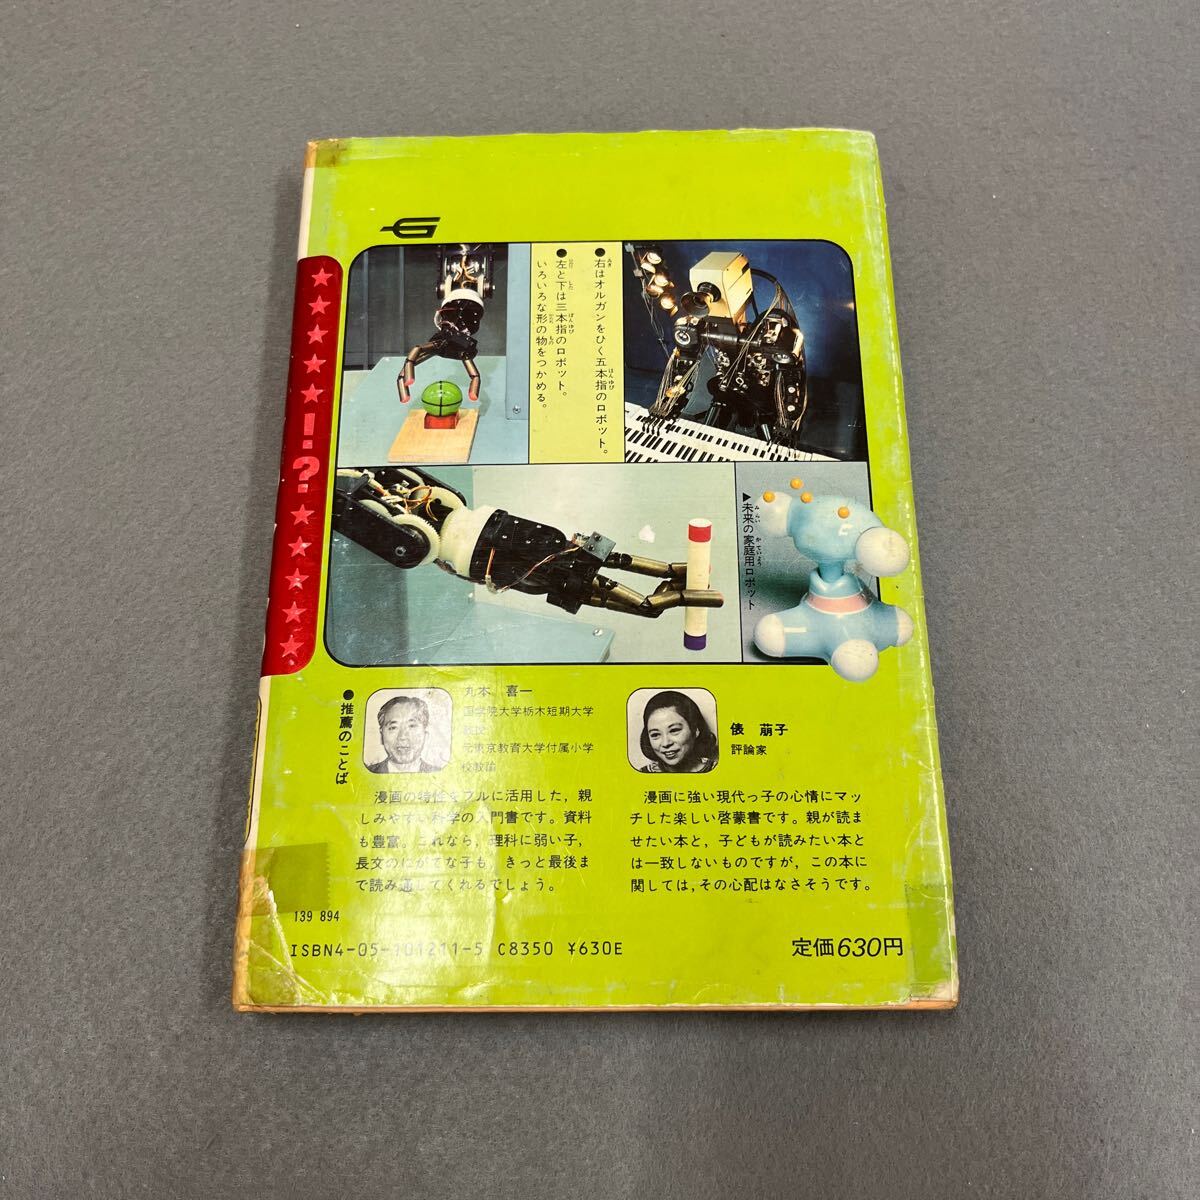 G
★★★★!?★★★★★
●右はオルガンをひく五本指のロボット。
●左と下は三本指のロボット。
いろいろな形の物をつかめる。
▶未来の家庭用ロボット
●推薦のことば
丸本 喜一
国学院大学栃木短期大学
教授
元東京教育大学付属小学
校教諭
漫画の特性をフルに活用した，親
しみやすい科学の入門書です。資料
も豊富。これなら，理科に弱い子，
長文のにがてな子も，きっと最後ま
で読み通してくれるでしょう。
俵 萠子
評論家
漫画に強い現代っ子の心情にマッ
チした楽しい啓蒙書です。親が読ま
せたい本と，子どもが読みたい本と
は一致しないものですが，この本に
関しては，その心配はなさそうです。
139 894
ISBN4-05-101211-5 C8350 ¥630E
定価630円